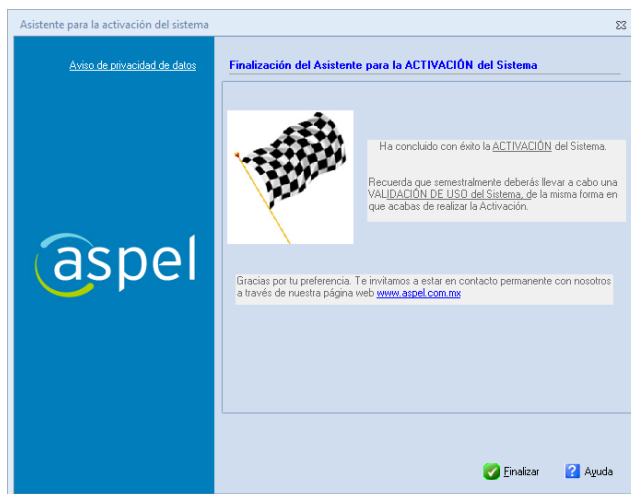 Asistente para la activación del sistema
Aviso de privacidad de datos
Finalización del Asistente para la ACTIVACIÓN del Sistema
Ha concluido con éxito la ACTIVACIÓN del Sistema.
Recuerda que semestralmente deberás llevar a cabo una
VALIDACIÓN DE USO del Sistema, de la misma forma en
que acabas de realizar la Activación.
aspel
Gracias por tu preferencia. Te invitamos a estar en contacto permanente con nosotros
a través de nuestra página web www.aspel.com.mx
Finalizar
Ayuda